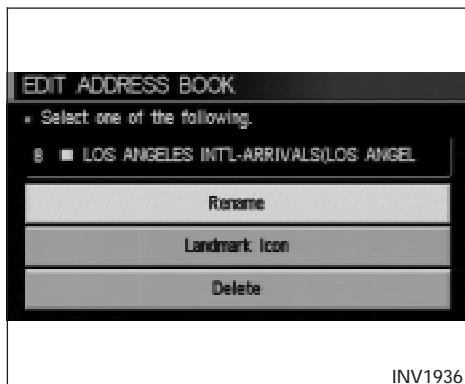 EDIT ADDRESS BOOK
• Select one of the following.
8 ■ LOS ANGELES INT'L-ARRIVALS(LOS ANGEL
Rename
Landmark Icon
Delete
INV1936